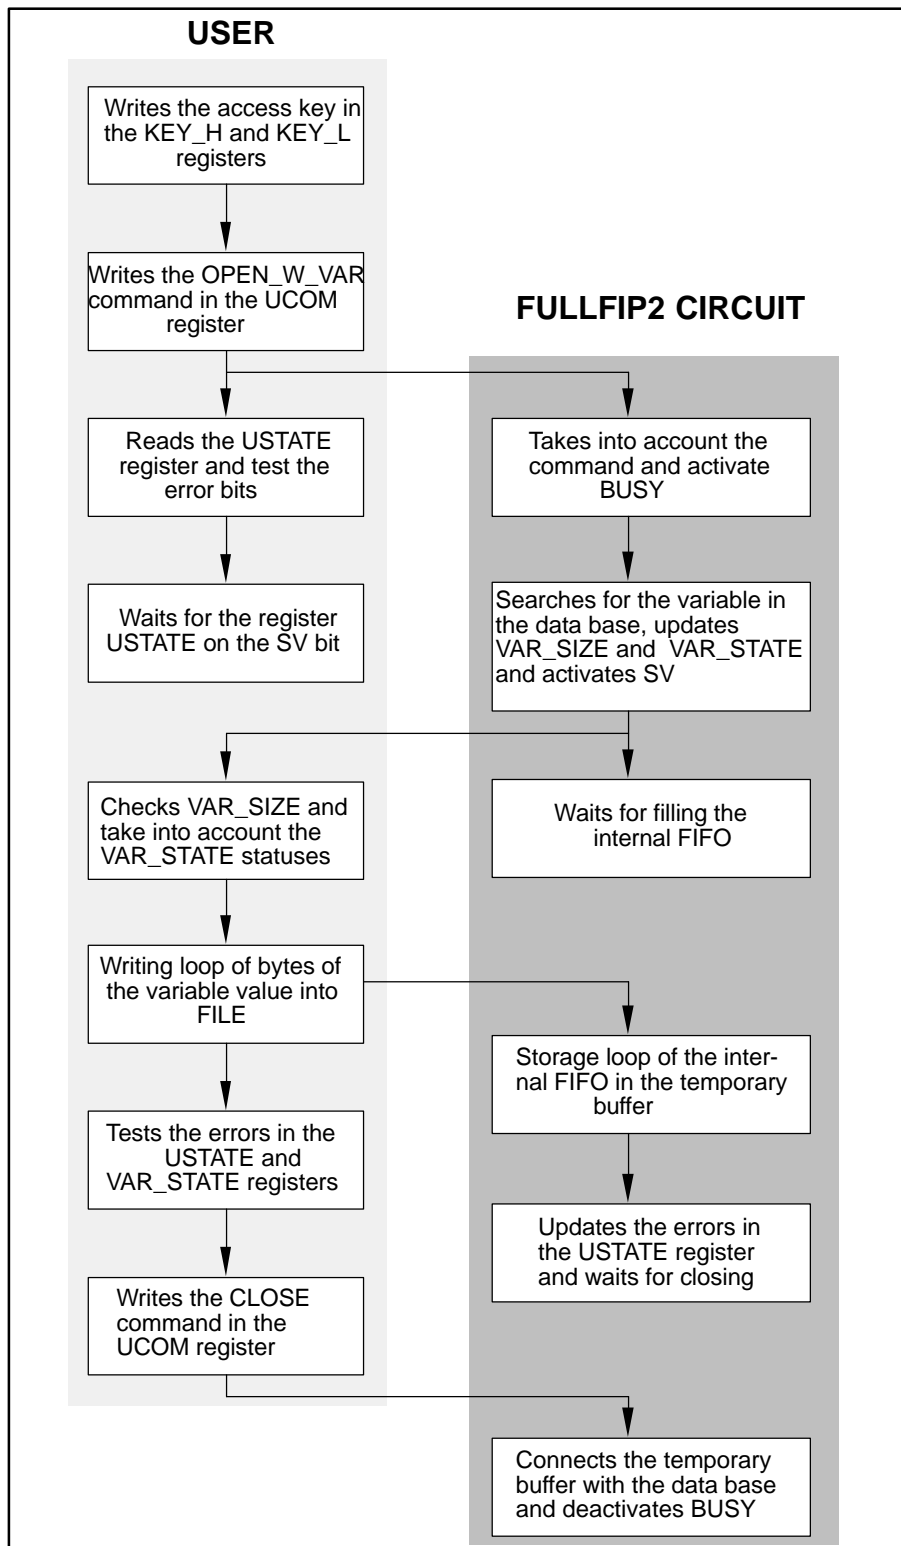 USER
Writes the access key in
the KEY_H and KEY_L
registers
Writes the OPEN_W_VAR
command in the UCOM
register
FULLFIP2 CIRCUIT
Reads the USTATE
register and test the
error bits
Takes into account the
command and activate
BUSY
Waits for the register
USTATE on the SV bit
Searches for the variable in
the data base, updates
VAR_SIZE and VAR_STATE
and activates SV
Checks VAR_SIZE and
take into account the
VAR_STATE statuses
Waits for filling the
internal FIFO
Writing loop of bytes of
the variable value into
FILE
Storage loop of the inter-
nal FIFO in the temporary
buffer
Tests the errors in the
USTATE and
VAR_STATE registers
Updates the errors in
the USTATE register
and waits for closing
Writes the CLOSE
command in the
UCOM register
Connects the temporary
buffer with the data base
and deactivates BUSY